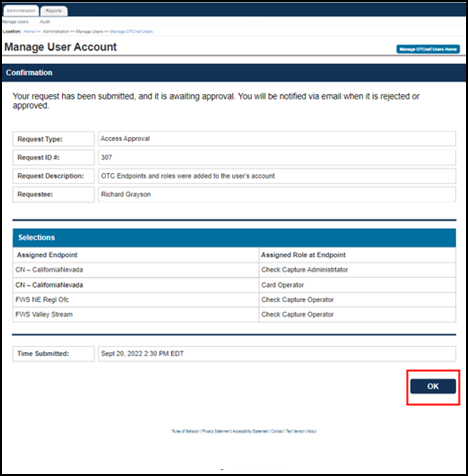 Administration Reports
Manage Users Audit
Location: Home >> Administration >> Manage Users >> Manage OTCnet Users
Manage User Account
Manage OTCnet Users Home
Confirmation
Your request has been submitted, and it is awaiting approval. You will be notified via email when it is rejected or
approved.
Request Type: Access Approval
Request ID #: 307
Request Description: OTC Endpoints and roles were added to the user's account.
Requestee: Richard Grayson
Selections
Assigned Endpoint Assigned Role at Endpoint
CN – CaliforniaNevada Check Capture Adminisrtator
CN – CaliforniaNevada Card Operator
FWS NE Regl Ofc Check Capture Operator
FWS Valley Stream Check Capture Operator
Time Submitted: Sept 20, 2022 2:30 PM EDT
OK
Rules of Behavior | Privacy Statement | Accessibility Statement | Contact | Text Version | About